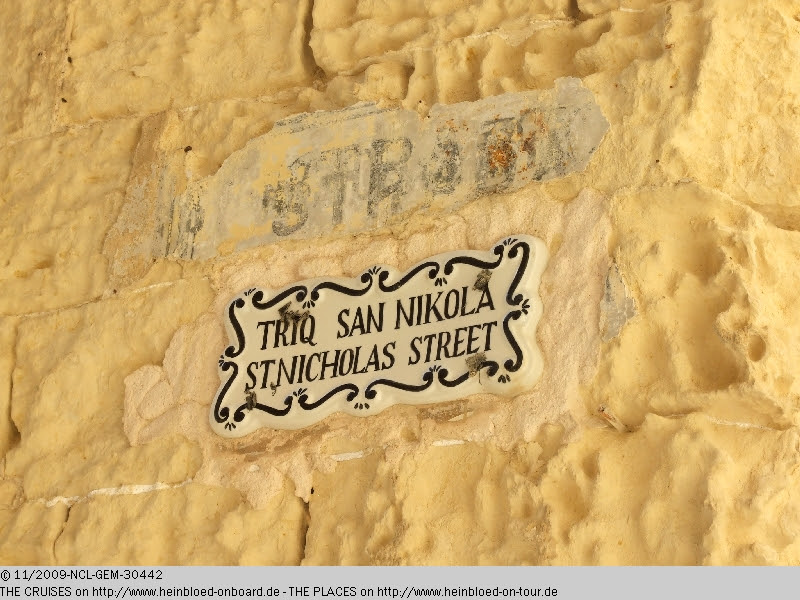 TRIQ SAN NIKOLA
ST.NICHOLAS STREET
© 11/2009-NCL-GEM-30442
THE CRUISES on http://www.heinbloed-onboard.de - THE PLACES on http://www.heinbloed-on-tour.de